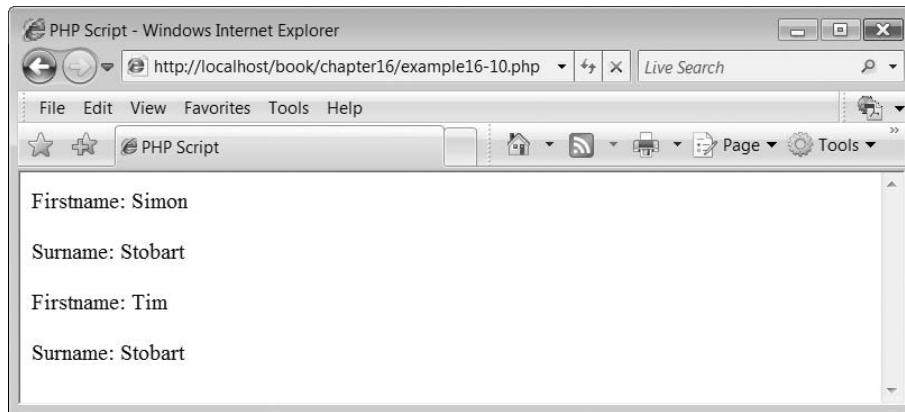 PHP Script - Windows Internet Explorer
http://localhost/book/chapter16/example16-10.php
Live Search
File Edit View Favorites Tools Help
PHP Script
Page Tools
Firstname: Simon
Surname: Stobart
Firstname: Tim
Surname: Stobart